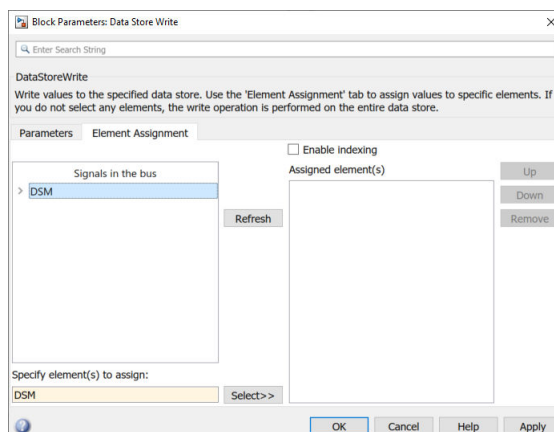 Block Parameters: Data Store Write
Enter Search String
DataStoreWrite
Write values to the specified data store. Use the 'Element Assignment' tab to assign values to specific elements. If
you do not select any elements, the write operation is performed on the entire data store.
Parameters Element Assignment
Enable indexing
Signals in the bus
Assigned element(s)
Up
DSM
Down
Refresh
Remove
Specify element(s) to assign:
DSM
Select>>
OK Cancel Help Apply